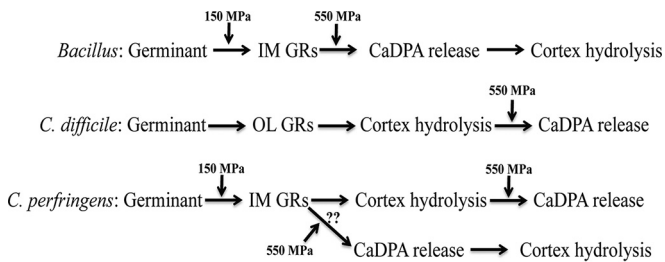 150 MPa 550 MPa
Bacillus: Germinant IM GRs CaDPA release Cortex hydrolysis
550 MPa
C. difficile: Germinant OL GRs Cortex hydrolysis CaDPA release
150 MPa 550 MPa
C. perfringens: Germinant IM GRs Cortex hydrolysis CaDPA release
??
550 MPa CaDPA release Cortex hydrolysis